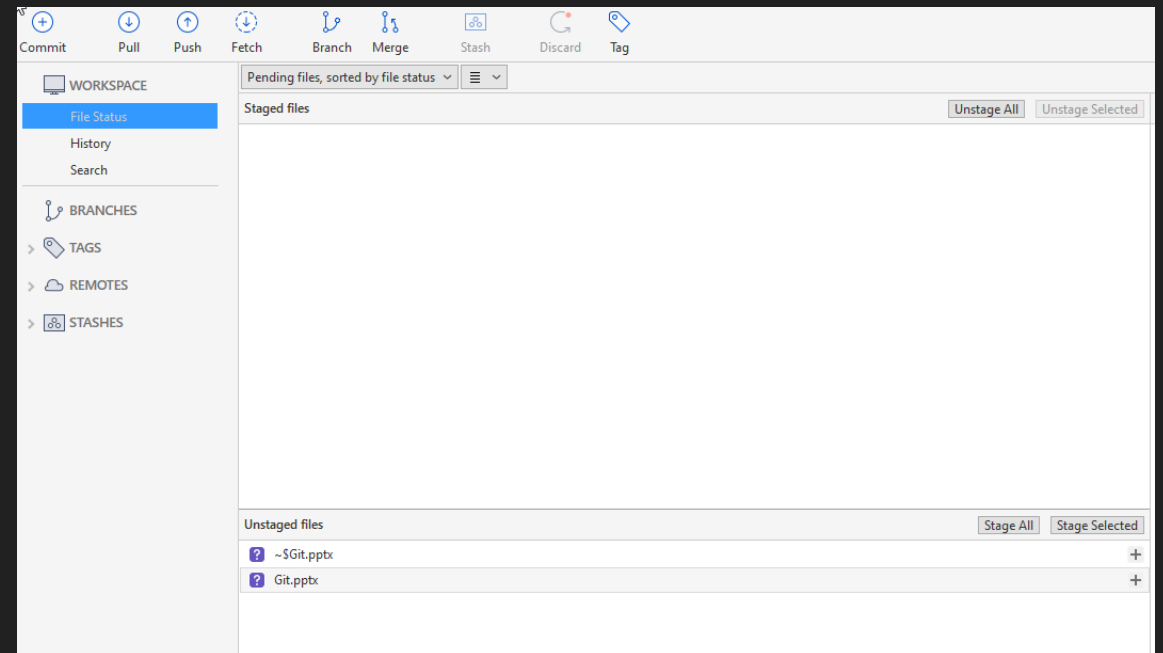 Commit Pull Push Fetch Branch Merge Stash Discard Tag
WORKSPACE
File Status
History
Search
BRANCHES
TAGS
REMOTES
STASHES
Pending files, sorted by file status
Staged files Unstage All Unstage Selected
Unstaged files Stage All Stage Selected
~$Git.pptx
Git.pptx